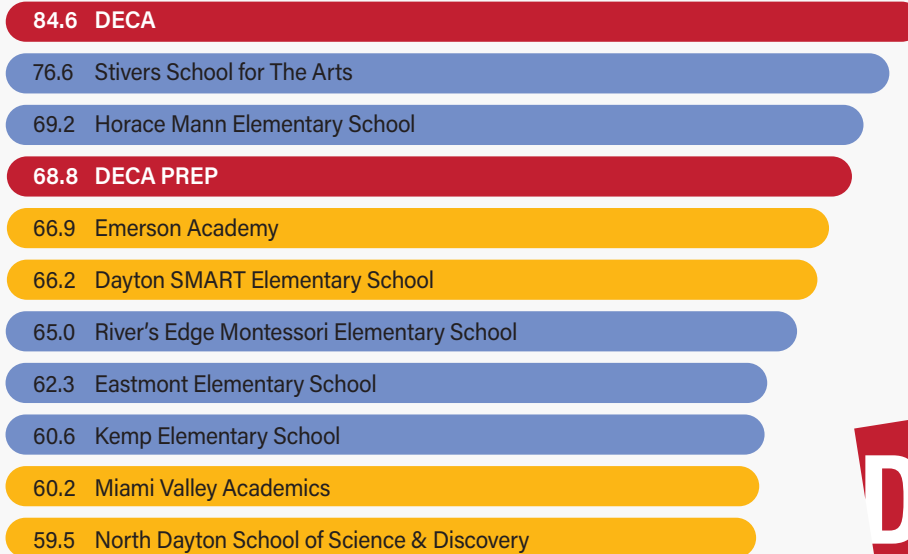 84.6 DECA
76.6 Stivers School for The Arts
69.2 Horace Mann Elementary School
68.8 DECA PREP
66.9 Emerson Academy
66.2 Dayton SMART Elementary School
65.0 River's Edge Montessori Elementary School
62.3 Eastmont Elementary School
60.6 Kemp Elementary School
60.2 Miami Valley Academics
59.5 North Dayton School of Science & Discovery
D